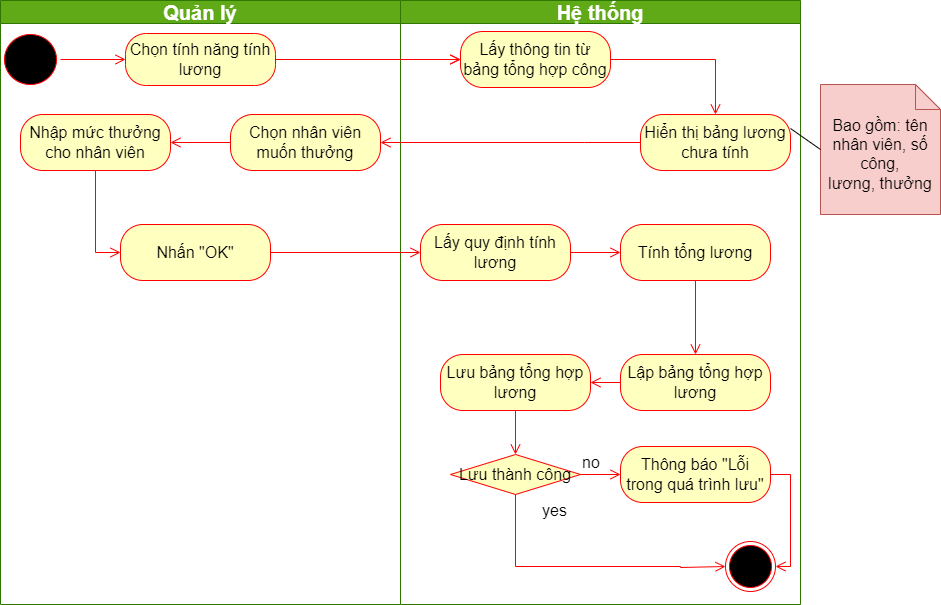 Quản lý
Hệ thống
Chọn tính năng tính
lương
Lấy thông tin từ
bảng tổng hợp công
Nhập mức thưởng
cho nhân viên
Chọn nhân viên
muốn thưởng
Hiển thị bảng lương
chưa tính
Bao gồm: tên
nhân viên, số
công,
lương, thưởng
Nhấn "OK"
Lấy quy định tính
lương
Tính tổng lương
Lưu bảng tổng hợp
lương
Lập bảng tổng hợp
lương
Lưu thành công
no
Thông báo "Lỗi
trong quá trình lưu"
yes